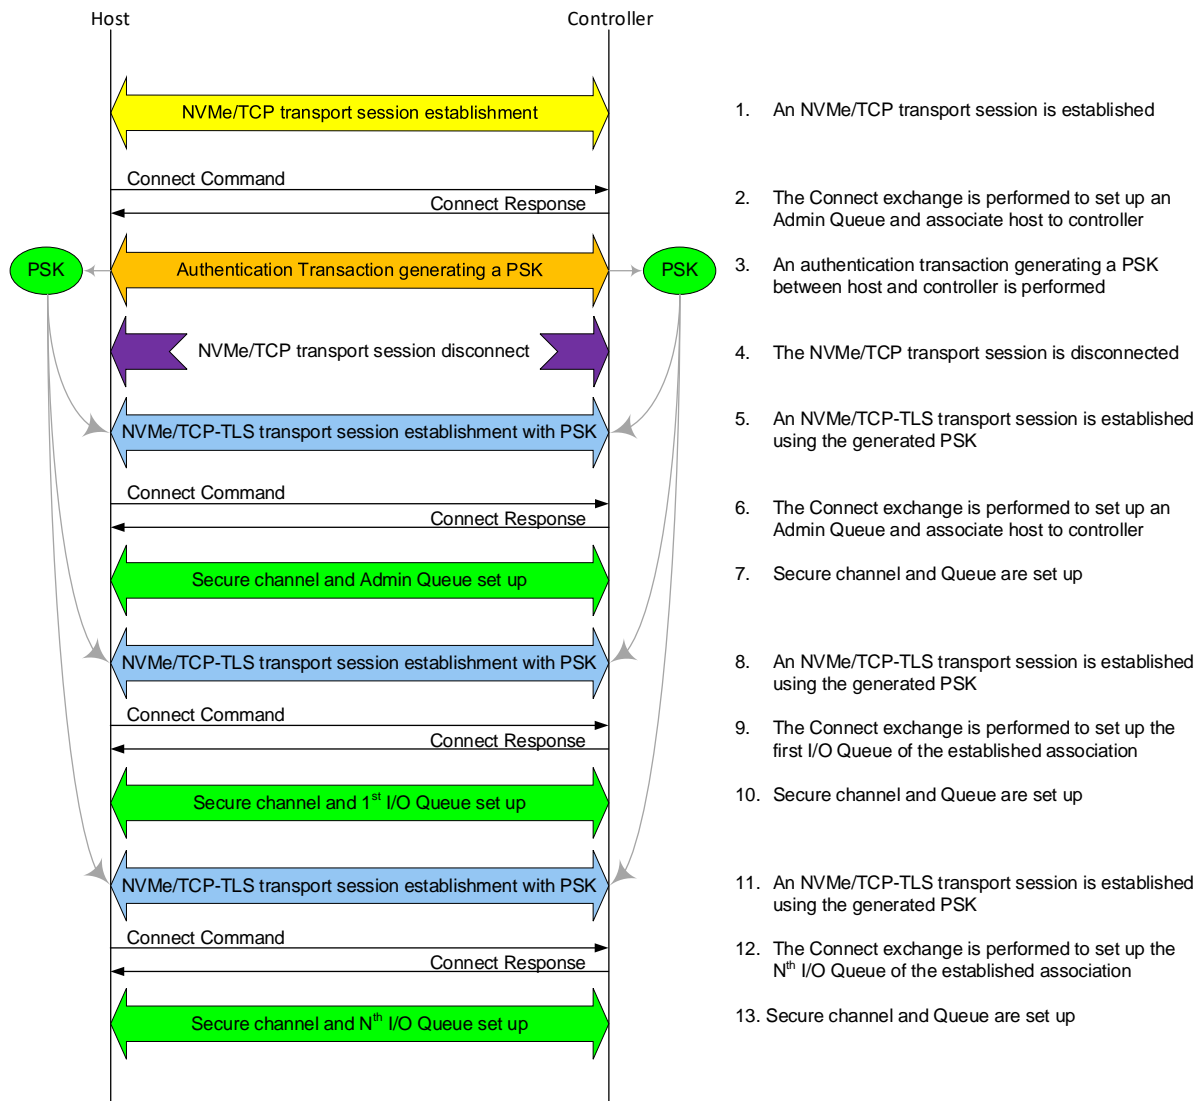 Host
Controller
NVMe/TCP transport session establishment
1. An NVMe/TCP transport session is established
Connect Command
Connect Response
2. The Connect exchange is performed to set up an
Admin Queue and associate host to controller
PSK
Authentication Transaction generating a PSK
PSK
3. An authentication transaction generating a PSK
between host and controller is performed
NVMe/TCP transport session disconnect
4. The NVMe/TCP transport session is disconnected
NVMe/TCP-TLS transport session establishment with PSK
5. An NVMe/TCP-TLS transport session is established
using the generated PSK
Connect Command
Connect Response
6. The Connect exchange is performed to set up an
Admin Queue and associate host to controller
Secure channel and Admin Queue set up
7. Secure channel and Queue are set up
NVMe/TCP-TLS transport session establishment with PSK
8. An NVMe/TCP-TLS transport session is established
using the generated PSK
Connect Command
Connect Response
9. The Connect exchange is performed to set up the
first I/O Queue of the established association
Secure channel and 1st I/O Queue set up
10. Secure channel and Queue are set up
NVMe/TCP-TLS transport session establishment with PSK
11. An NVMe/TCP-TLS transport session is established
using the generated PSK
Connect Command
Connect Response
12. The Connect exchange is performed to set up the
Nth I/O Queue of the established association
Secure channel and Nth I/O Queue set up
13. Secure channel and Queue are set up